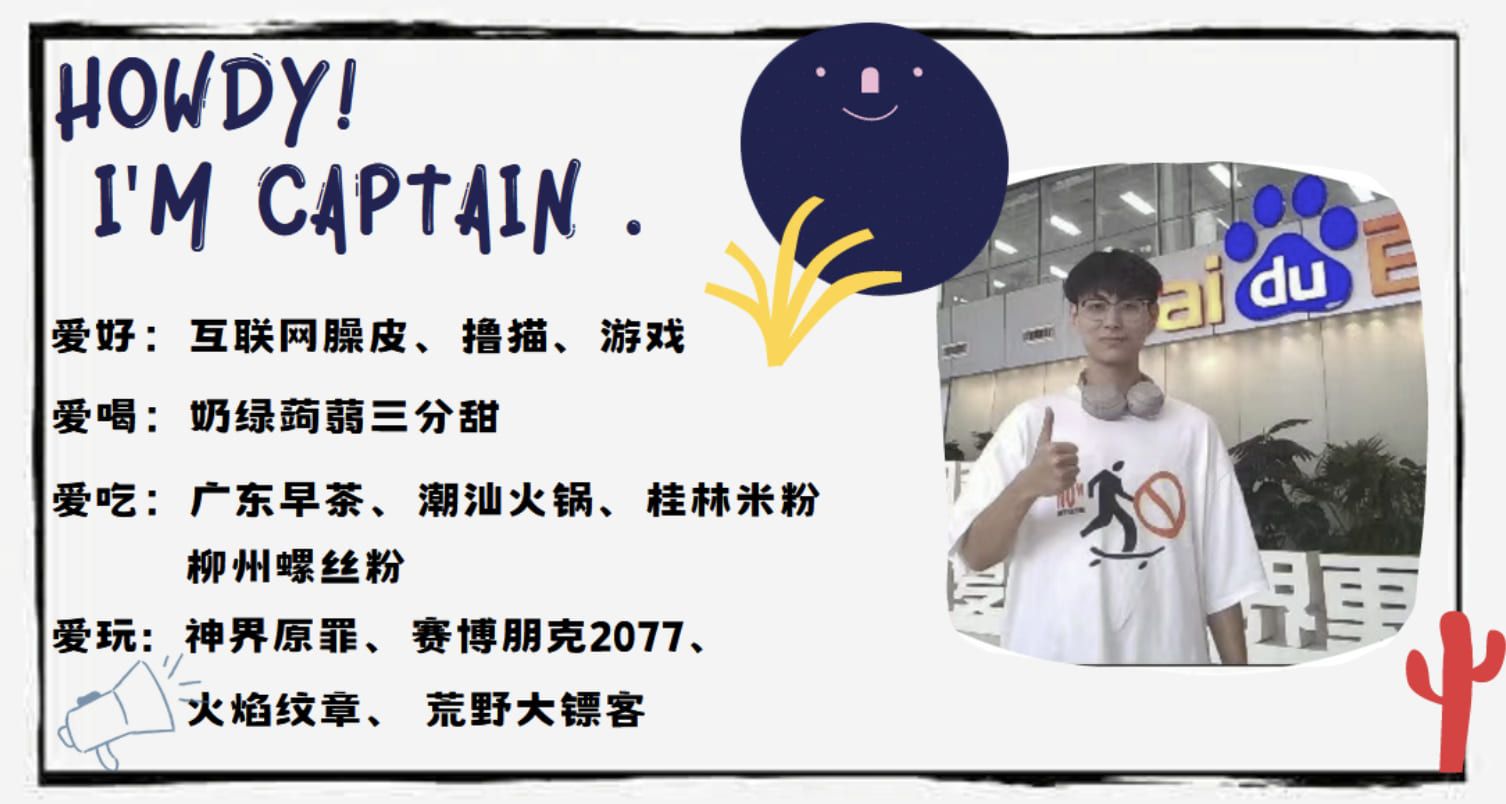 HOWDY!
I'M CAPTAIN .
爱好：互联网臊皮、撸猫、游戏
爱喝：奶绿蒟蒻三分甜
爱吃：广东早茶、潮汕火锅、桂林米粉
柳州螺丝粉
爱玩：神界原罪、赛博朋克2077、
火焰纹章、 荒野大镖客
ai du
NOW